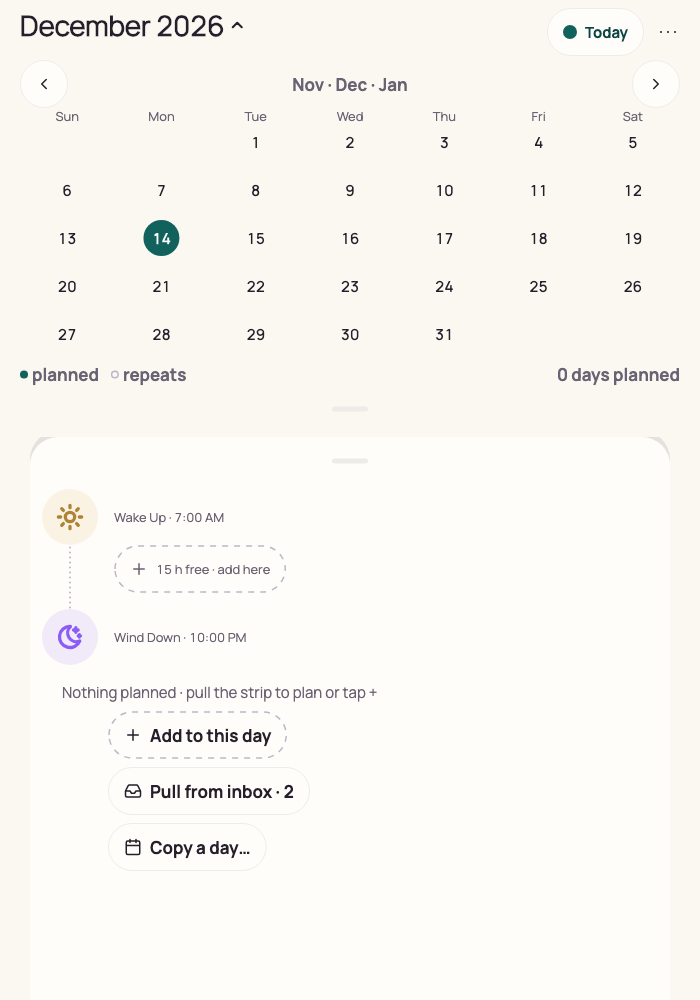 December 2026
Today
...
Nov · Dec · Jan
Sun Mon Tue Wed Thu Fri Sat
1 2 3 4 5
6 7 8 9 10 11 12
13 14 15 16 17 18 19
20 21 22 23 24 25 26
27 28 29 30 31
planned repeats 0 days planned
Wake Up · 7:00 AM
+ 15 h free · add here
Wind Down · 10:00 PM
Nothing planned · pull the strip to plan or tap +
+ Add to this day
Pull from inbox · 2
Copy a day…